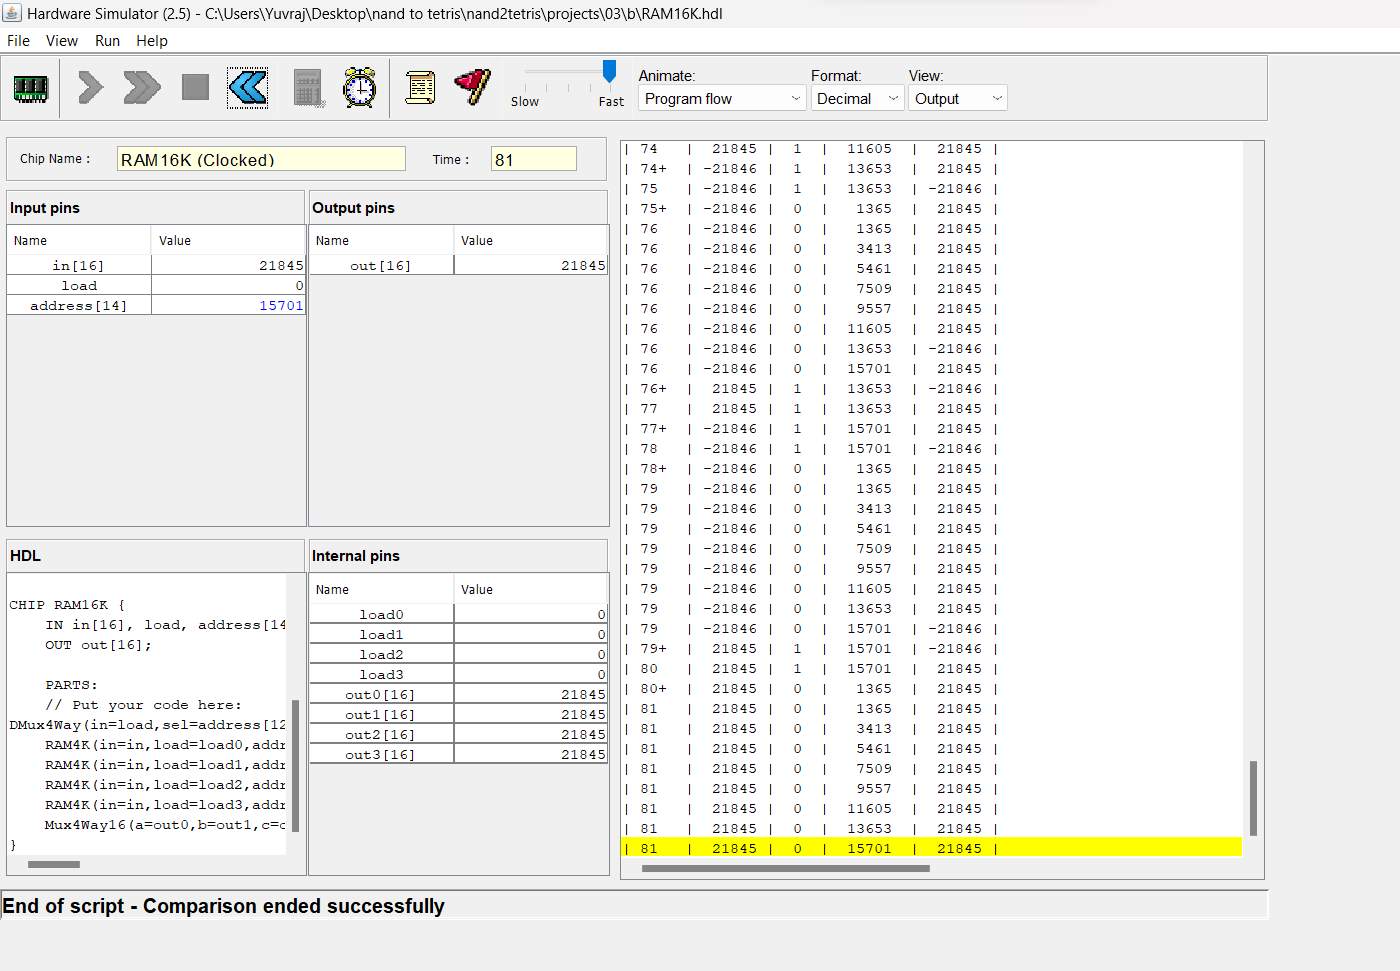 Hardware Simulator (2.5) - C:\Users\Yuvraj\Desktop\nand to tetris\nand2tetris\projects\03\b\RAM16K.hdl
File View Run Help
Slow Fast
Animate: Format: View:
Program flow Decimal Output
Chip Name : RAM16K (Clocked) Time : 81
Input pins
Name Value
in[16] 21845
load 0
address[14] 15701
Output pins
Name Value
out[16] 21845
HDL
CHIP RAM16K {
IN in[16], load, address[14
OUT out[16];
PARTS:
// Put your code here:
DMux4Way(in=load,sel=address[12
RAM4K(in=in,load=load0,addr
RAM4K(in=in,load=load1,addr
RAM4K(in=in,load=load2,addr
RAM4K(in=in,load=load3,addr
Mux4Way16(a=out0,b=out1,c=o
}
Internal pins
Name Value
load0 0
load1 0
load2 0
load3 0
out0[16] 21845
out1[16] 21845
out2[16] 21845
out3[16] 21845
| 74 | 21845 | 1 | 11605 | 21845 |
| 74+ | -21846 | 1 | 13653 | 21845 |
| 75 | -21846 | 1 | 13653 | -21846 |
| 75+ | -21846 | 0 | 1365 | 21845 |
| 76 | -21846 | 0 | 1365 | 21845 |
| 76 | -21846 | 0 | 3413 | 21845 |
| 76 | -21846 | 0 | 5461 | 21845 |
| 76 | -21846 | 0 | 7509 | 21845 |
| 76 | -21846 | 0 | 9557 | 21845 |
| 76 | -21846 | 0 | 11605 | 21845 |
| 76 | -21846 | 0 | 13653 | -21846 |
| 76 | -21846 | 0 | 15701 | 21845 |
| 76+ | 21845 | 1 | 13653 | -21846 |
| 77 | 21845 | 1 | 13653 | 21845 |
| 77+ | -21846 | 1 | 15701 | 21845 |
| 78 | -21846 | 1 | 15701 | -21846 |
| 78+ | -21846 | 0 | 1365 | 21845 |
| 79 | -21846 | 0 | 1365 | 21845 |
| 79 | -21846 | 0 | 3413 | 21845 |
| 79 | -21846 | 0 | 5461 | 21845 |
| 79 | -21846 | 0 | 7509 | 21845 |
| 79 | -21846 | 0 | 9557 | 21845 |
| 79 | -21846 | 0 | 11605 | 21845 |
| 79 | -21846 | 0 | 13653 | 21845 |
| 79 | -21846 | 0 | 15701 | -21846 |
| 79+ | 21845 | 1 | 15701 | -21846 |
| 80 | 21845 | 1 | 15701 | 21845 |
| 80+ | 21845 | 0 | 1365 | 21845 |
| 81 | 21845 | 0 | 1365 | 21845 |
| 81 | 21845 | 0 | 3413 | 21845 |
| 81 | 21845 | 0 | 5461 | 21845 |
| 81 | 21845 | 0 | 7509 | 21845 |
| 81 | 21845 | 0 | 9557 | 21845 |
| 81 | 21845 | 0 | 11605 | 21845 |
| 81 | 21845 | 0 | 13653 | 21845 |
| 81 | 21845 | 0 | 15701 | 21845 |
End of script - Comparison ended successfully